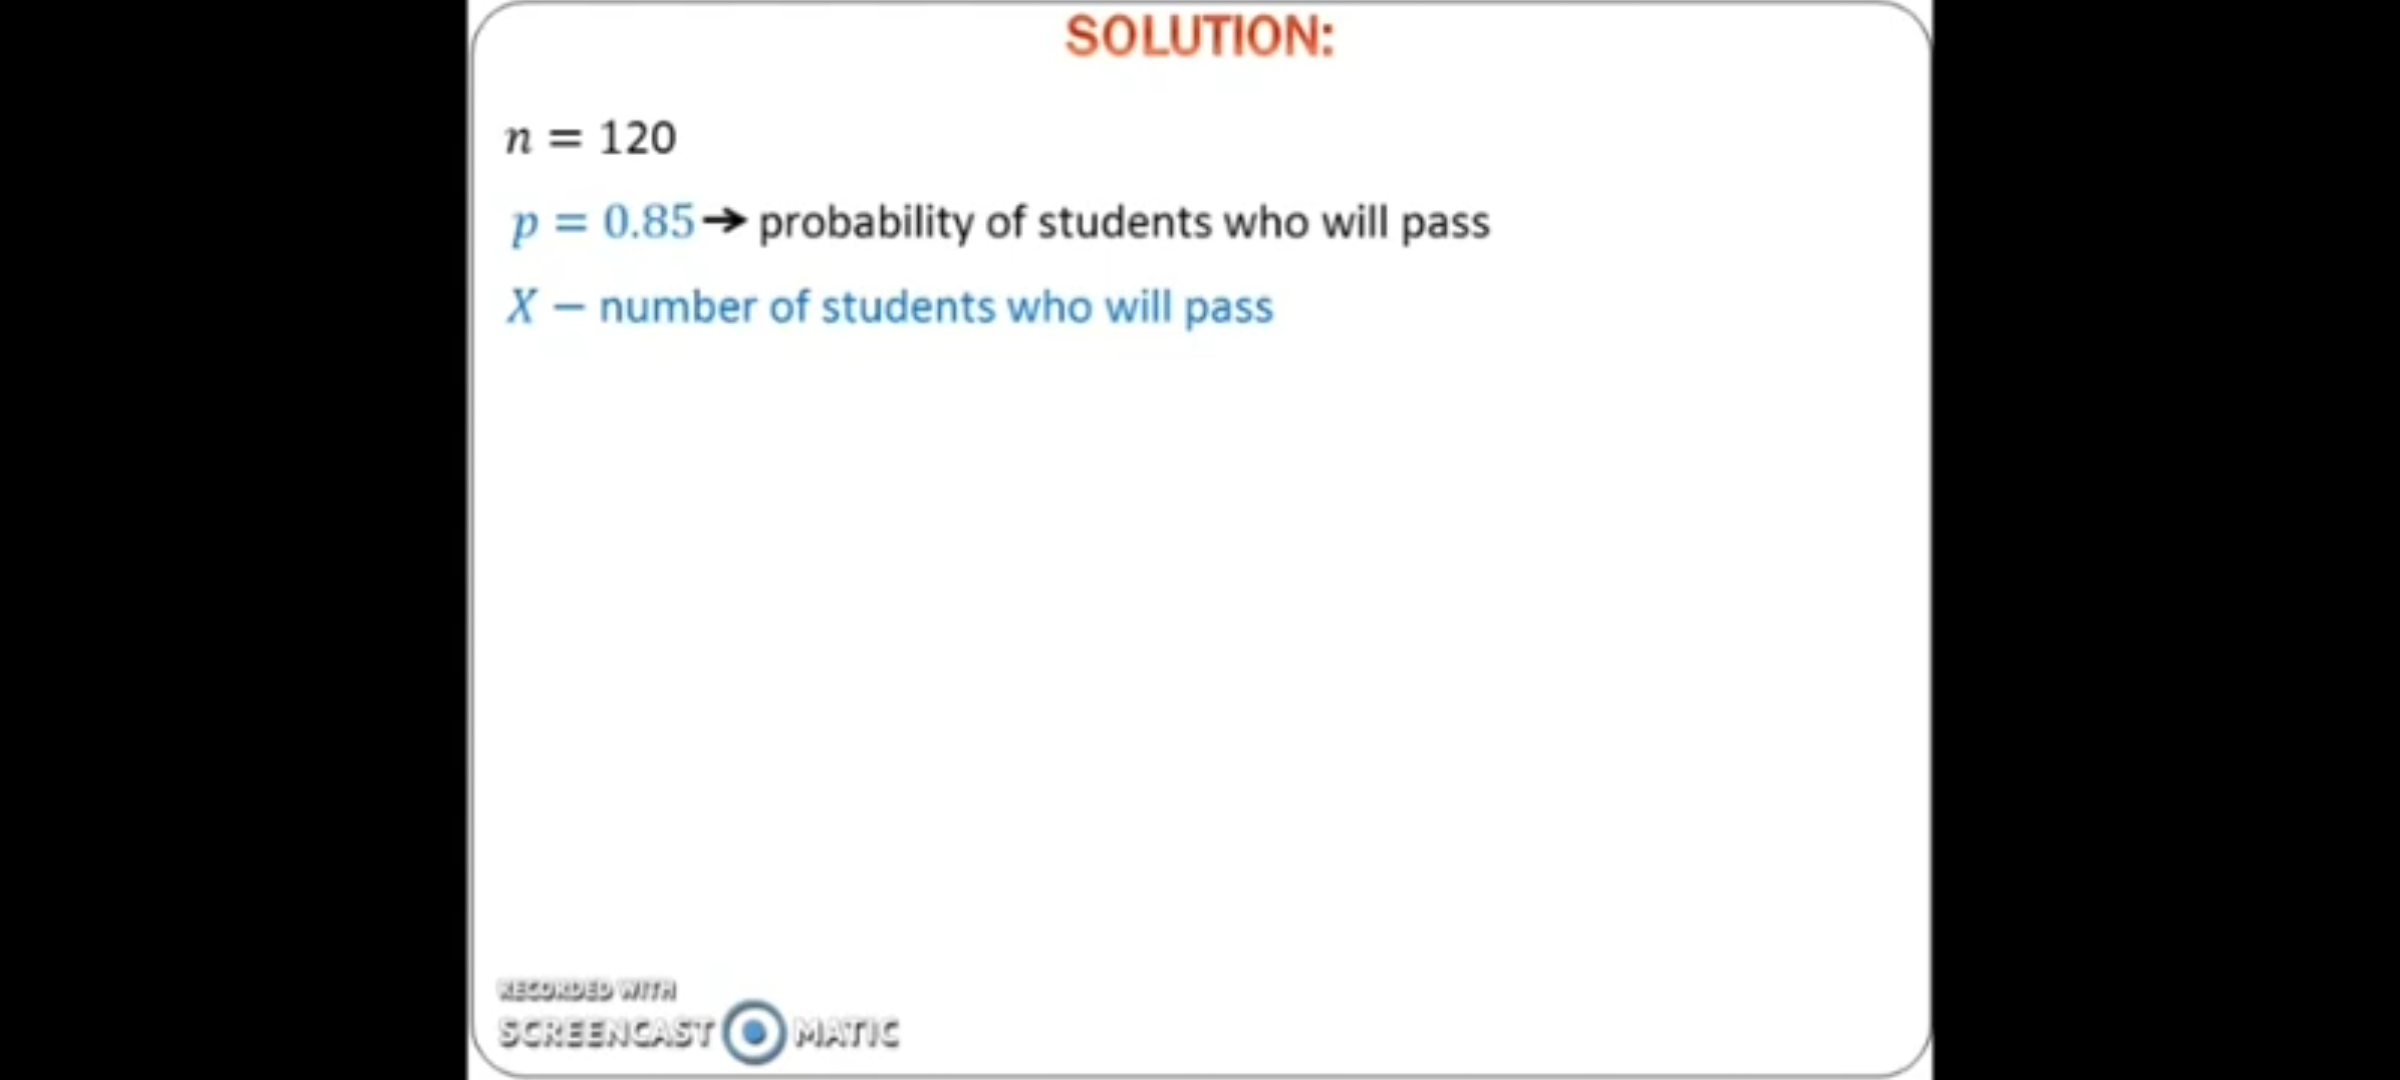 SOLUTION:
n = 120
p = 0.85➔ probability of students who will pass
X − number of students who will pass
RECORDED WITH
SCREENCAST MATIC